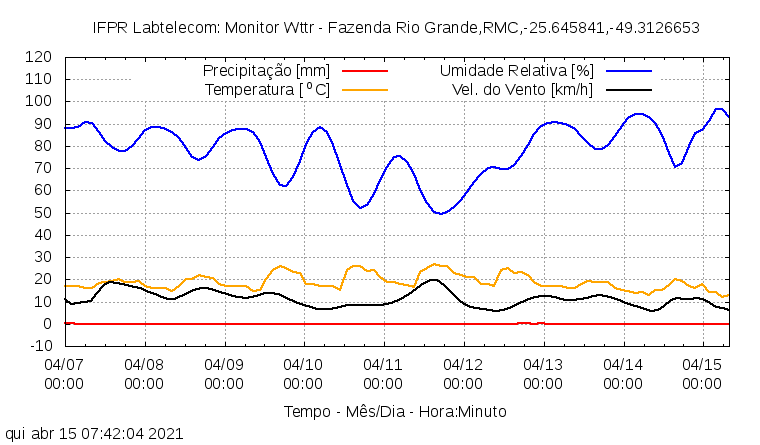 IFPR Labtelecom: Monitor Wttr - Fazenda Rio Grande,RMC,-25.645841,-49.3126653
Precipitação [mm]
Umidade Relativa [%]
Temperatura [⁰C]
Vel. do Vento [km/h]
120
110
100
90
80
70
60
50
40
30
20
10
0
-10
04/07 04/08 04/09 04/10 04/11 04/12 04/13 04/14 04/15
00:00 00:00 00:00 00:00 00:00 00:00 00:00 00:00 00:00
Tempo - Mês/Dia - Hora:Minuto
qui abr 15 07:42:04 2021